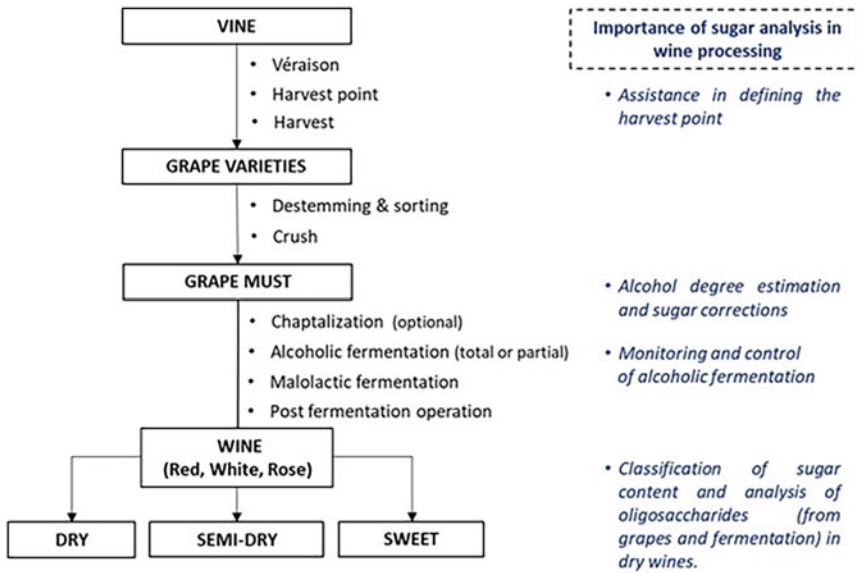 VINE
• Véraison
• Harvest point
• Harvest
GRAPE VARIETIES
• Destemming & sorting
• Crush
GRAPE MUST
• Chaptalization (optional)
• Alcoholic fermentation (total or partial)
• Malolactic fermentation
• Post fermentation operation
WINE
(Red, White, Rose)
DRY
SEMI-DRY
SWEET
Importance of sugar analysis in
wine processing
• Assistance in defining the
harvest point
• Alcohol degree estimation
and sugar corrections
• Monitoring and control
of alcoholic fermentation
• Classification of sugar
content and analysis of
oligosaccharides (from
grapes and fermentation) in
dry wines.